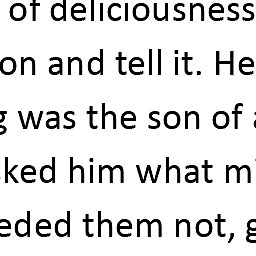 of deliciousness
on and tell it. He
was the son of
him what
them not,